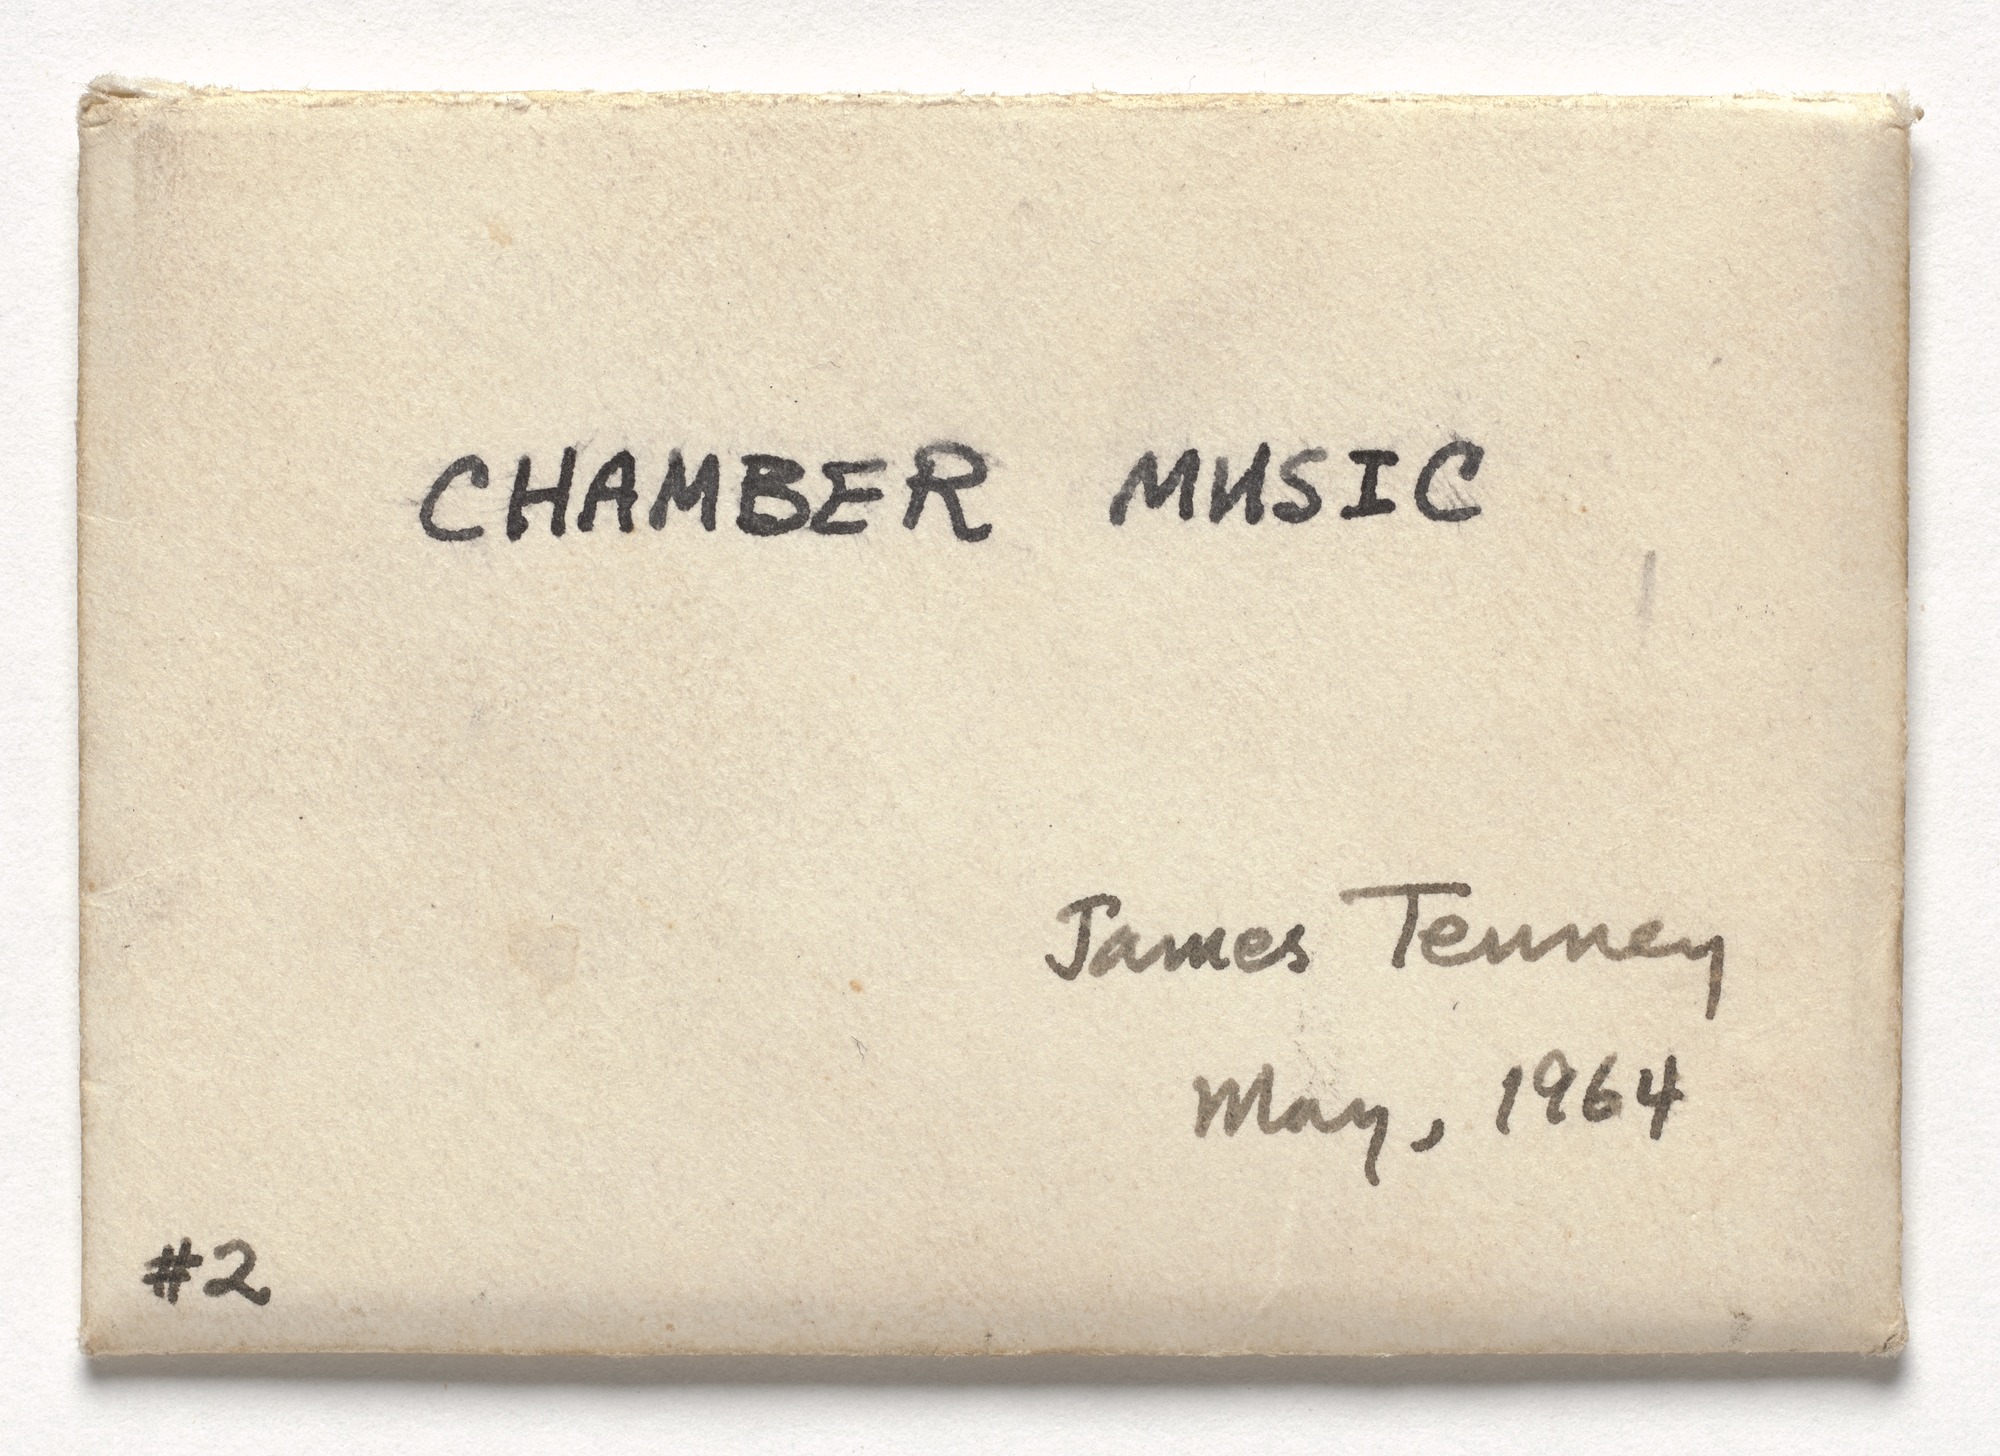 CHAMBER MUSIC
James Tenney
May, 1964
#2